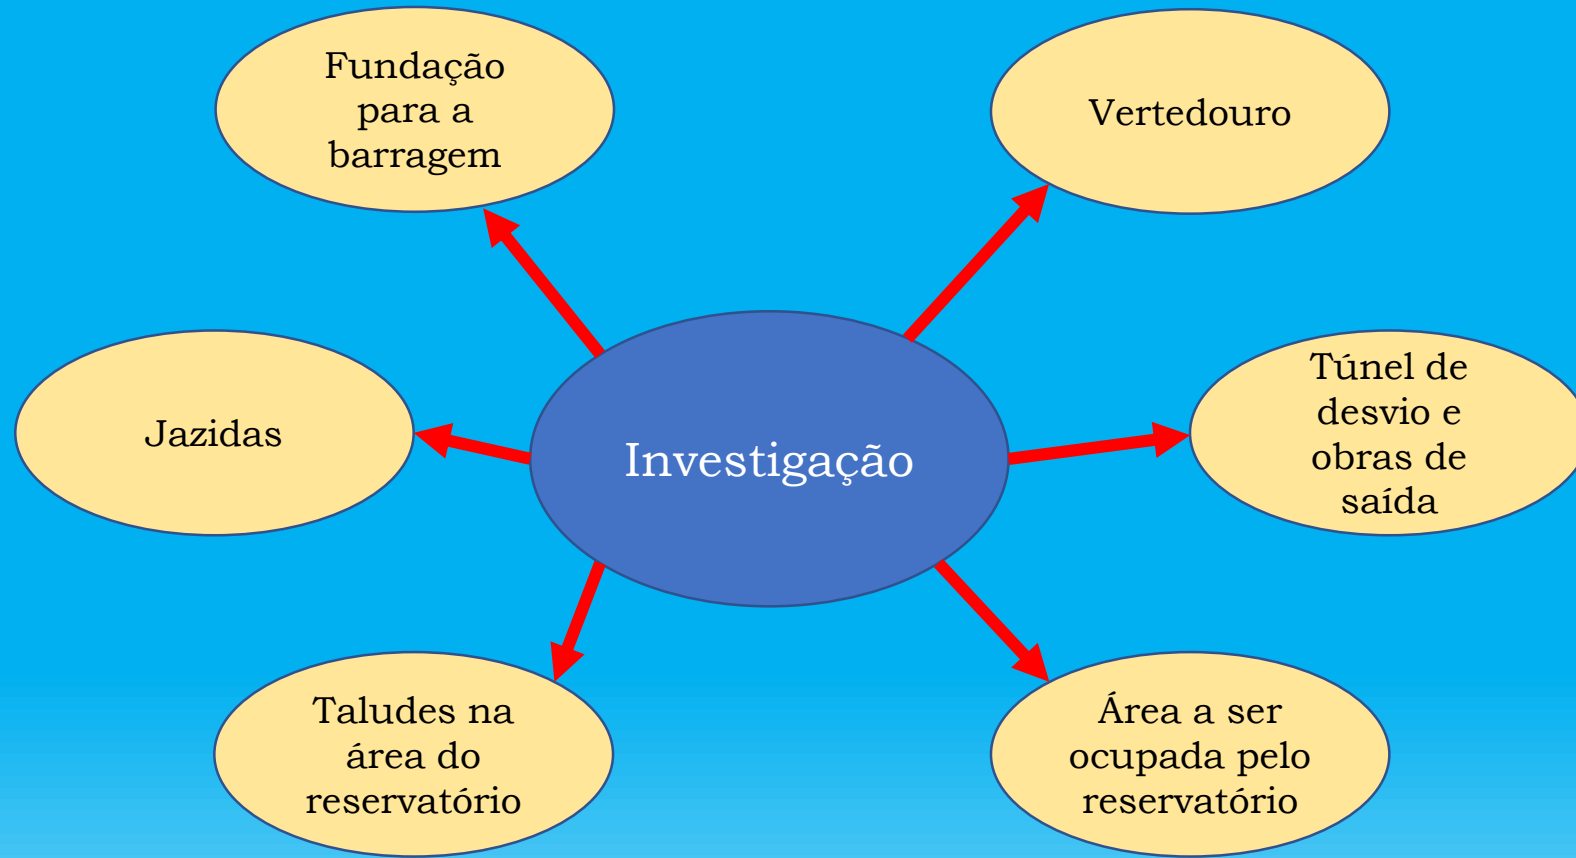 Fundação
para a
barragem
Vertedouro
Jazidas
Investigação
Túnel de
desvio e
obras de
saída
Taludes na
área do
reservatório
Área a ser
ocupada pelo
reservatório